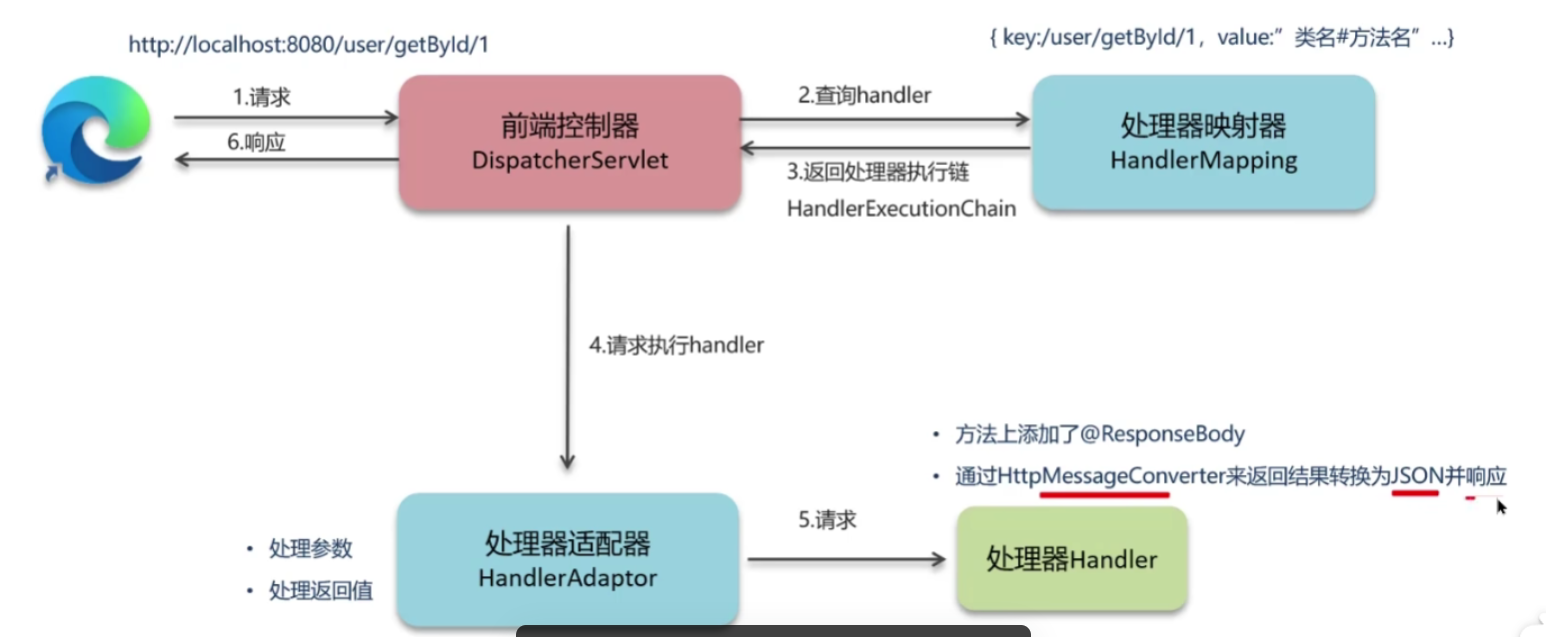 http://localhost:8080/user/getById/1
{ key:/user/getById/1，value:”类名#方法名”...}
1.请求
6.响应
前端控制器
DispatcherServlet
2.查询handler
3.返回处理器执行链
HandlerExecutionChain
处理器映射器
HandlerMapping
4.请求执行handler
• 方法上添加了@ResponseBody
• 通过HttpMessageConverter来返回结果转换为JSON并响应
• 处理参数
• 处理返回值
处理器适配器
HandlerAdaptor
5.请求
处理器Handler